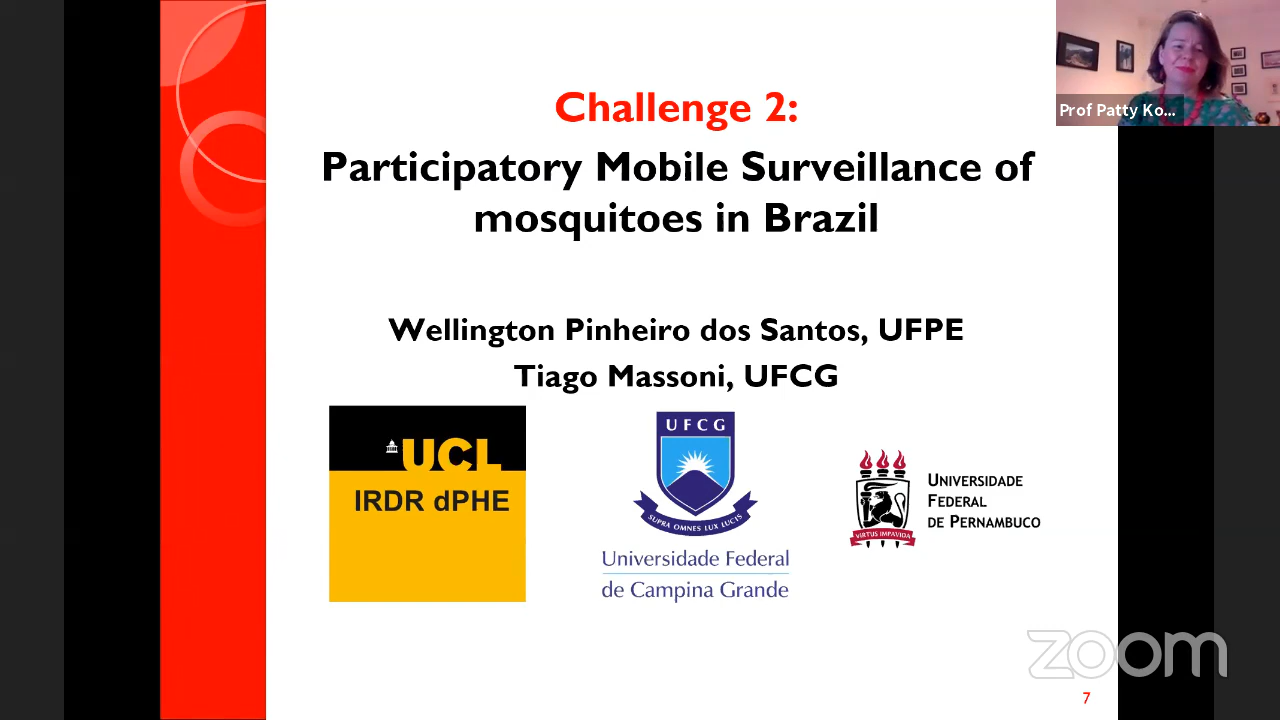 Challenge 2:
Participatory Mobile Surveillance of
mosquitoes in Brazil
Prof Patty Ko...
Wellington Pinheiro dos Santos, UFPE
Tiago Massoni, UFCG
UCL
IRDR dPHE
UFCG
SUPRA OMNES LUX LUCIS
Universidade Federal
de Campina Grande
VIRTUS IMPAVIDA
UNIVERSIDADE
FEDERAL
DE PERNAMBUCO
zoom
7